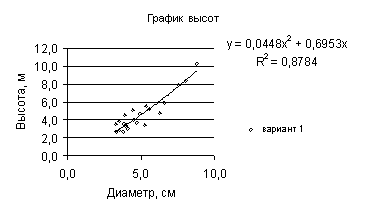 График высот
y = 0,0448x² + 0,6953x
R² = 0,8784
Высота, м
12,0
10,0
8,0
6,0
4,0
2,0
0,0
0,0 5,0 10,0
Диаметр, см
вариант 1